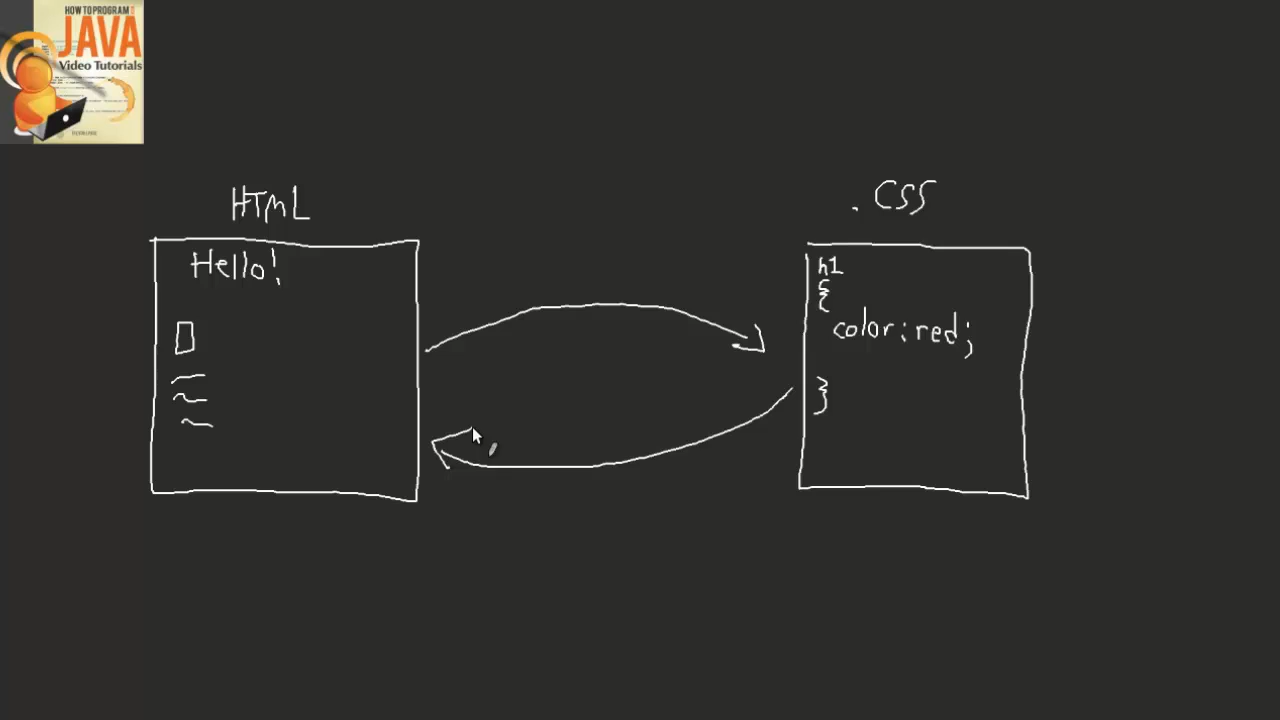 HOW TO PROGRAM
JAVA
Video Tutorials
HTML
Hello!
.CSS
h1
{
color:red;
}